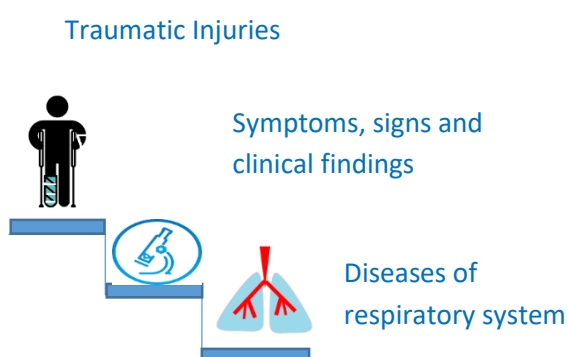 Traumatic Injuries
Symptoms, signs and
clinical findings
Diseases of
respiratory system